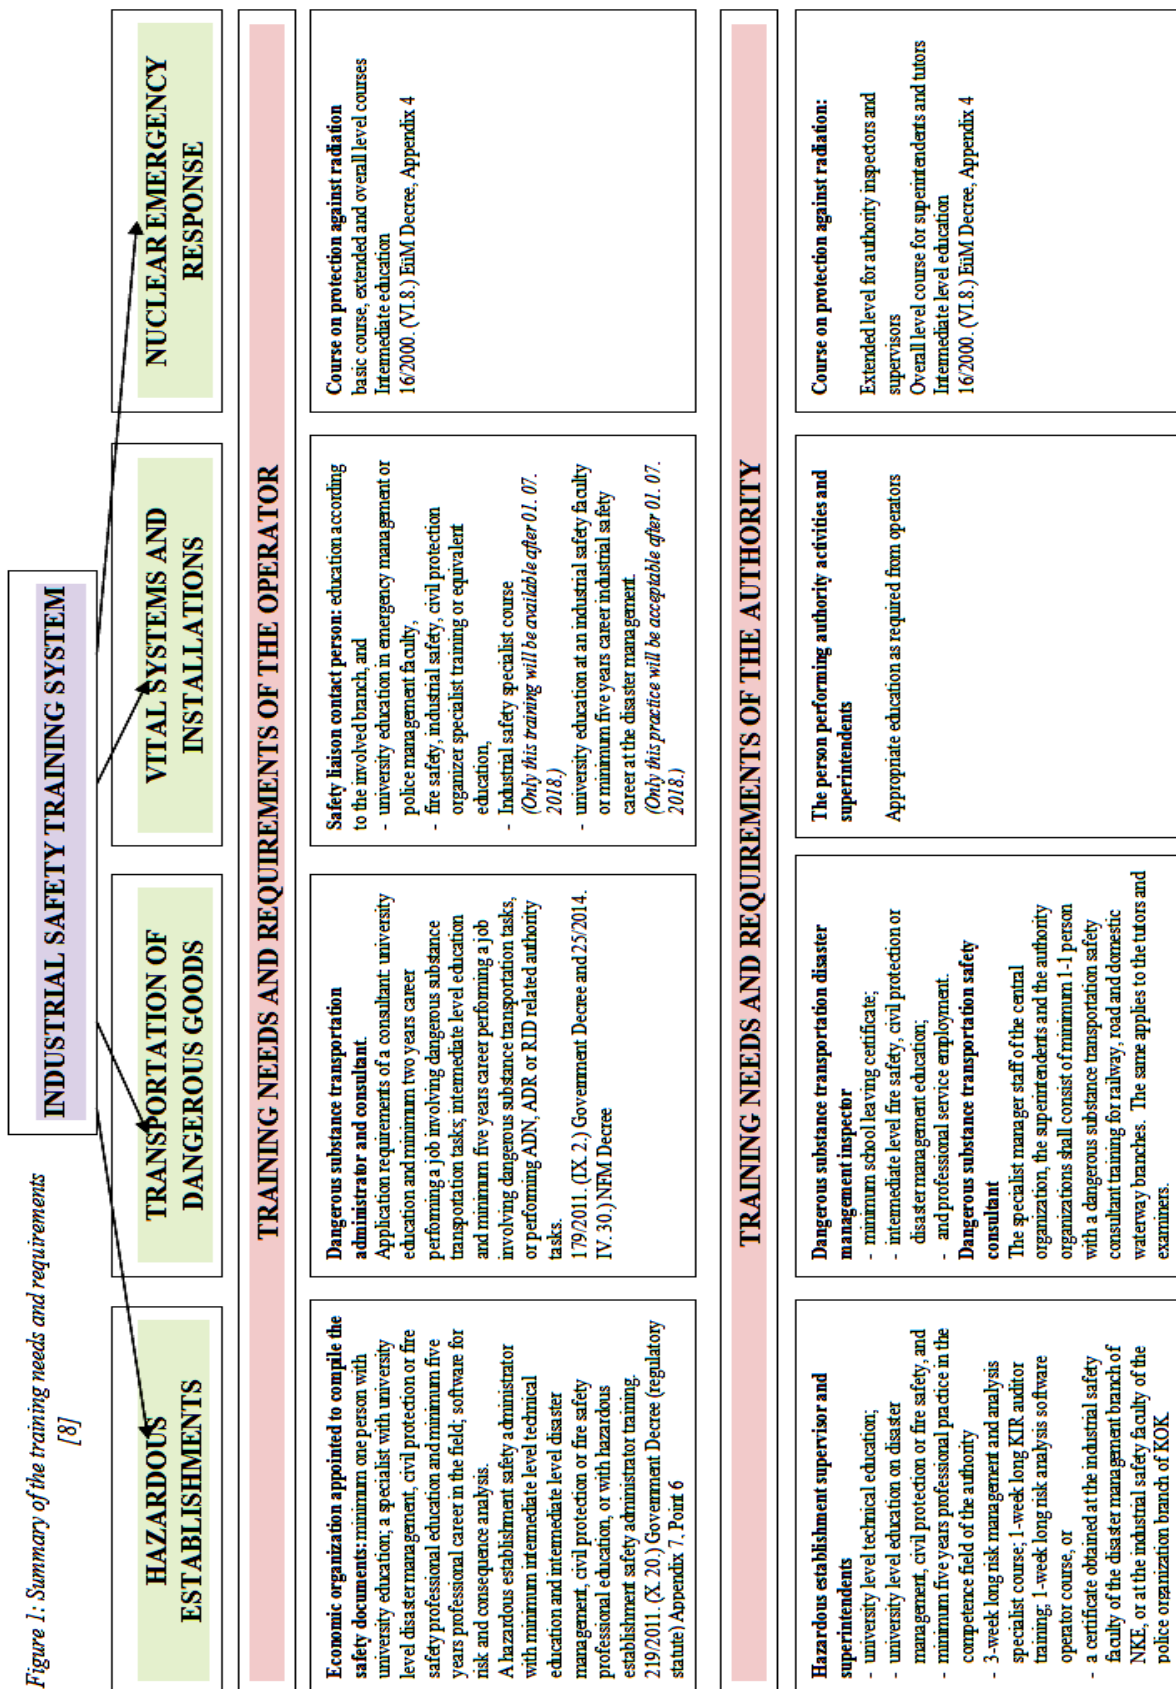 Figure 1: Summary of the training needs and requirements
[8]
INDUSTRIAL SAFETY TRAINING SYSTEM
HAZARDOUS
ESTABLISHMENTS
TRANSPORTATION OF
DANGEROUS GOODS
VITAL SYSTEMS AND
INSTALLATIONS
NUCLEAR EMERGENCY
RESPONSE
TRAINING NEEDS AND REQUIREMENTS OF THE OPERATOR
Economic organization appointed to compile the
safety documents: minimum one person with
university education; a specialist with university
level disaster management, civil protection or fire
safety professional education and minimum five
years professional career in the field; software for
risk and consequence analysis.
A hazardous establishment safety administrator
with minimum intermediate level technical
education and intermediate level disaster
management, civil protection or fire safety
professional education, or with hazardous
establishment safety administrator training.
219/2011. (X. 20.) Government Decree (regulatory
statute) Appendix 7, Point 6
Dangerous substance transportation
administrator and consultant.
Application requirements of a consultant: university
education and minimum two years career
performing a job involving dangerous substance
transportation tasks; intermediate level education
and minimum five years career performing a job
involving dangerous substance transportation tasks,
or performing ADN, ADR or RID related authority
tasks.
179/2011. (IX. 2.) Government Decree and 25/2014.
IV. 30.) NFM Decree
Safety liaison contact person: education according
to the involved branch, and
- university education in emergency management or
police management faculty,
- fire safety, industrial safety, civil protection
organizer specialist training or equivalent
education,
- Industrial safety specialist course
(Only this training will be available after 01. 07.
2018.)
- university education at an industrial safety faculty
or minimum five years career industrial safety
career at the disaster management.
(Only this practice will be acceptable after 01. 07.
2018.)
Course on protection against radiation
basic course, extended and overall level courses
Intermediate education
16/2000. (VI.8.) EüM Decree, Appendix 4
TRAINING NEEDS AND REQUIREMENTS OF THE AUTHORITY
Hazardous establishment supervisor and
superintendents
- university level technical education;
- university level education on disaster
management, civil protection or fire safety, and
- minimum five years professional practice in the
competence field of the authority
- 3-week long risk management and analysis
specialist course; 1-week long KIR auditor
training; 1-week long risk analysis software
operator course, or
- a certificate obtained at the industrial safety
faculty of the disaster management branch of
NKE, or at the industrial safety faculty of the
police organization branch of KOK.
Dangerous substance transportation disaster
management inspector
- minimum school leaving certificate;
- intermediate level fire safety, civil protection or
disaster management education;
- and professional service employment.
Dangerous substance transportation safety
consultant
The specialist manager staff of the central
organization, the superintendents and the authority
organizations shall consist of minimum 1-1 person
with a dangerous substance transportation safety
consultant training for railway, road and domestic
waterway branches. The same applies to the tutors and
examiners.
The person performing authority activities and
superintendents
Appropriate education as required from operators
Course on protection against radiation:
Extended level for authority inspectors and
supervisors
Overall level course for superintendents and tutors
Intermediate level education
16/2000. (VI.8.) EüM Decree, Appendix 4